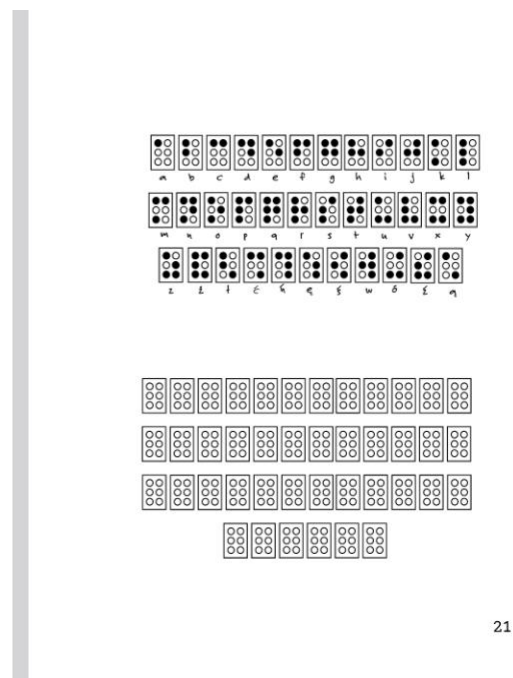 a b c d e f g h i j k l
m n o p q r s t u v x y
z ż ł ć ń ę ś w ó ź ą
21